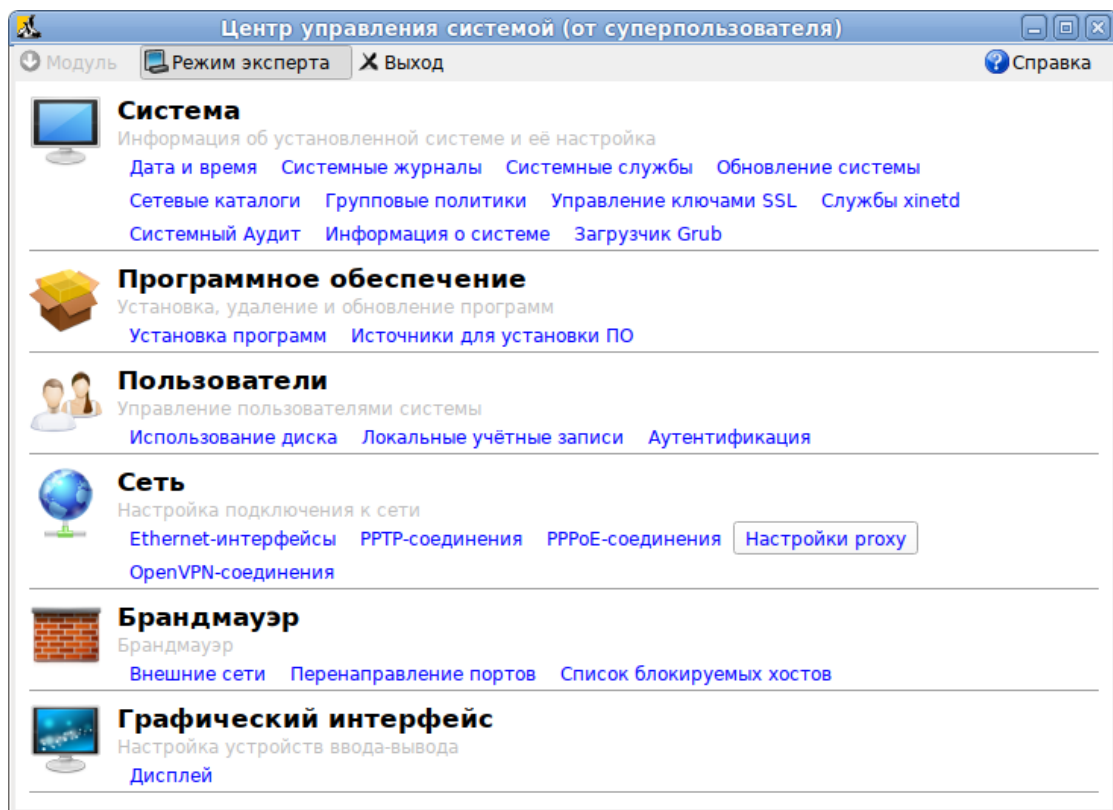 Центр управления системой (от суперпользователя)
Модуль Режим эксперта Выход Справка
Система
Информация об установленной системе и её настройка
Дата и время Системные журналы Системные службы Обновление системы
Сетевые каталоги Групповые политики Управление ключами SSL Службы xinetd
Системный Аудит Информация о системе Загрузчик Grub
Программное обеспечение
Установка, удаление и обновление программ
Установка программ Источники для установки ПО
Пользователи
Управление пользователями системы
Использование диска Локальные учётные записи Аутентификация
Сеть
Настройка подключения к сети
Ethernet-интерфейсы PPTP-соединения PPPoE-соединения Настройки proxy
OpenVPN-соединения
Брандмауэр
Брандмауэр
Внешние сети Перенаправление портов Список блокируемых хостов
Графический интерфейс
Настройка устройств ввода-вывода
Дисплей